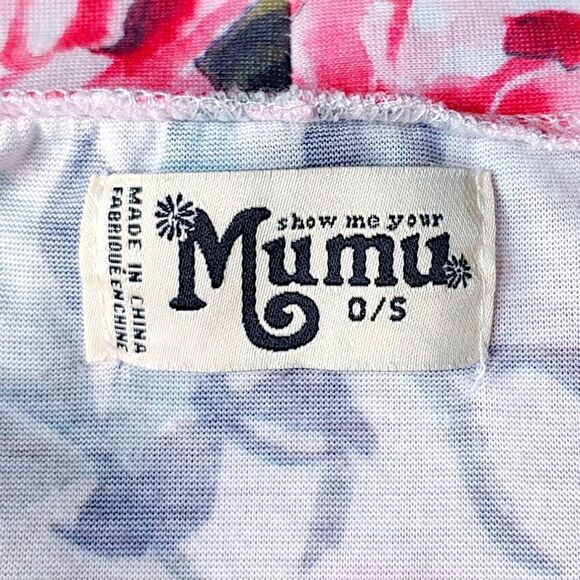 show me your
Mumu
O/S
MADE IN CHINA
FABRIQUÉ EN CHINE